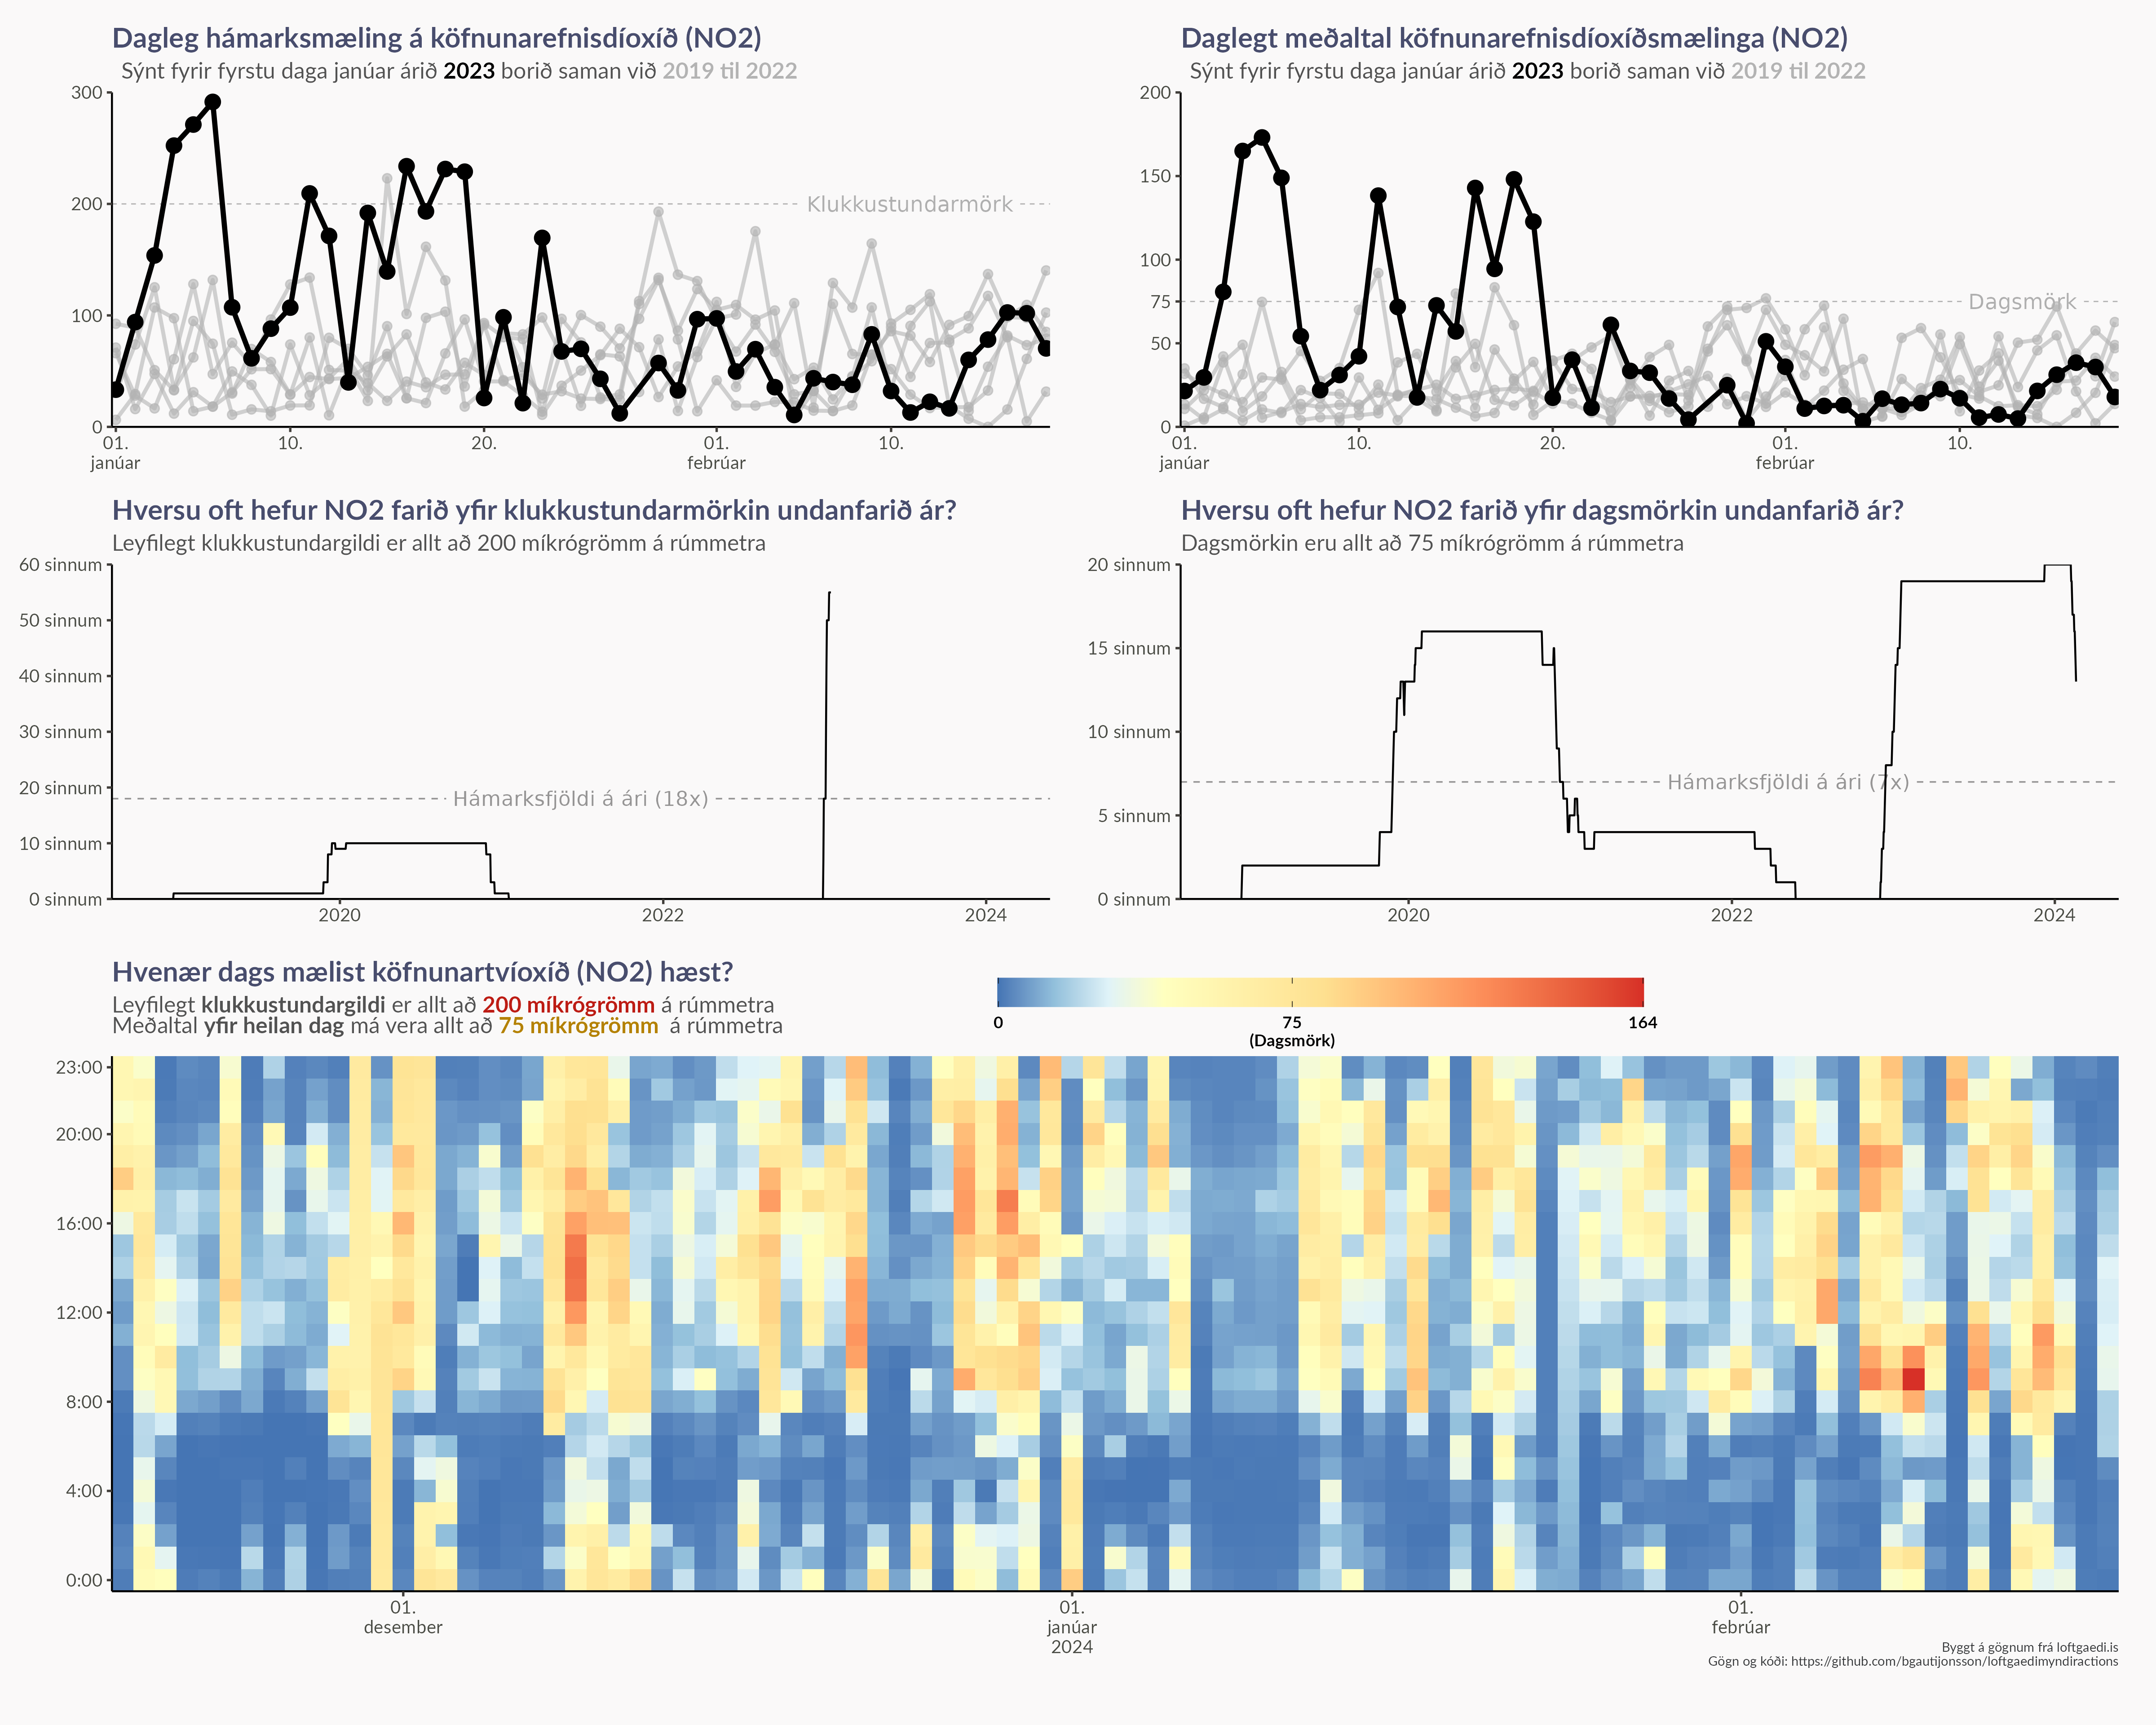 Dagleg hámarksmæling á köfnunarefnisdíoxíð (NO2)
Sýnt fyrir fyrstu daga janúar árið 2023 borið saman við 2019 til 2022
300
200
100
0
Klukkustundarmörk
01.
janúar
10.
20.
01.
febrúar
10.
Daglegt meðaltal köfnunarefnisdíoxíðsmælinga (NO2)
Sýnt fyrir fyrstu daga janúar árið 2023 borið saman við 2019 til 2022
200
150
100
75
50
0
Dagsmörk
01.
janúar
10.
20.
01.
febrúar
10.
Hversu oft hefur NO2 farið yfir klukkustundarmörkin undanfarið ár?
Leyfilegt klukkustundargildi er allt að 200 míkrógrömm á rúmmetra
60 sinnum
50 sinnum
40 sinnum
30 sinnum
20 sinnum
10 sinnum
0 sinnum
Hámarksfjöldi á ári (18x)
2020
2022
2024
Hversu oft hefur NO2 farið yfir dagsmörkin undanfarið ár?
Dagsmörkin eru allt að 75 míkrógrömm á rúmmetra
20 sinnum
15 sinnum
10 sinnum
5 sinnum
0 sinnum
Hámarksfjöldi á ári (7x)
2020
2022
2024
Hvenær dags mælist köfnunartvíoxíð (NO2) hæst?
Leyfilegt klukkustundargildi er allt að 200 míkrógrömm á rúmmetra
Meðaltal yfir heilan dag má vera allt að 75 míkrógrömm á rúmmetra
0
75
(Dagsmörk)
164
23:00
20:00
16:00
12:00
8:00
4:00
0:00
01.
desember
01.
janúar
2024
01.
febrúar
Byggt á gögnum frá loftgaedi.is
Gögn og kóði: https://github.com/bgautijonsson/loftgaedimyndiractions